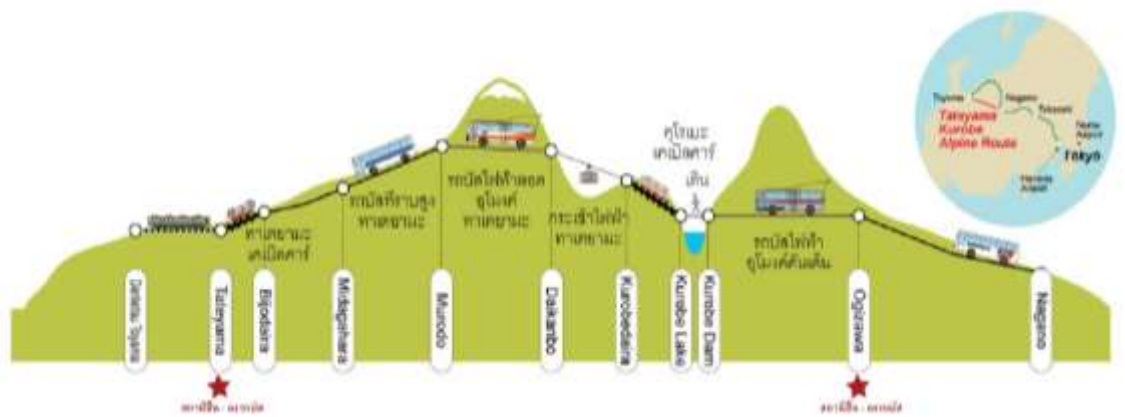 Toyama
Nagano
Takasaki
Tateyama
Kurobe
Alpine Route
Narita
Airport
Tokyo
Haneda
Airport
คุโรเบะ
เคเบิลคาร์
เดิน
ทาเตยามะ
เคเบิลคาร์
รถบัสที่ราบสูง
ทาเตยามะ
รถบัสไฟฟ้าลอด
อุโมงค์
ทาเตยามะ
กระเช้าไฟฟ้า
ทาเตยามะ
รถบัสไฟฟ้า
อุโมงค์คันเด็น
Dentetsu Toyama
Tateyama
Bijodaira
Midagahara
Murodo
Daikanbo
Kurobedaira
Kurobe Lake
Kurobe Dam
Ogizawa
Nagano